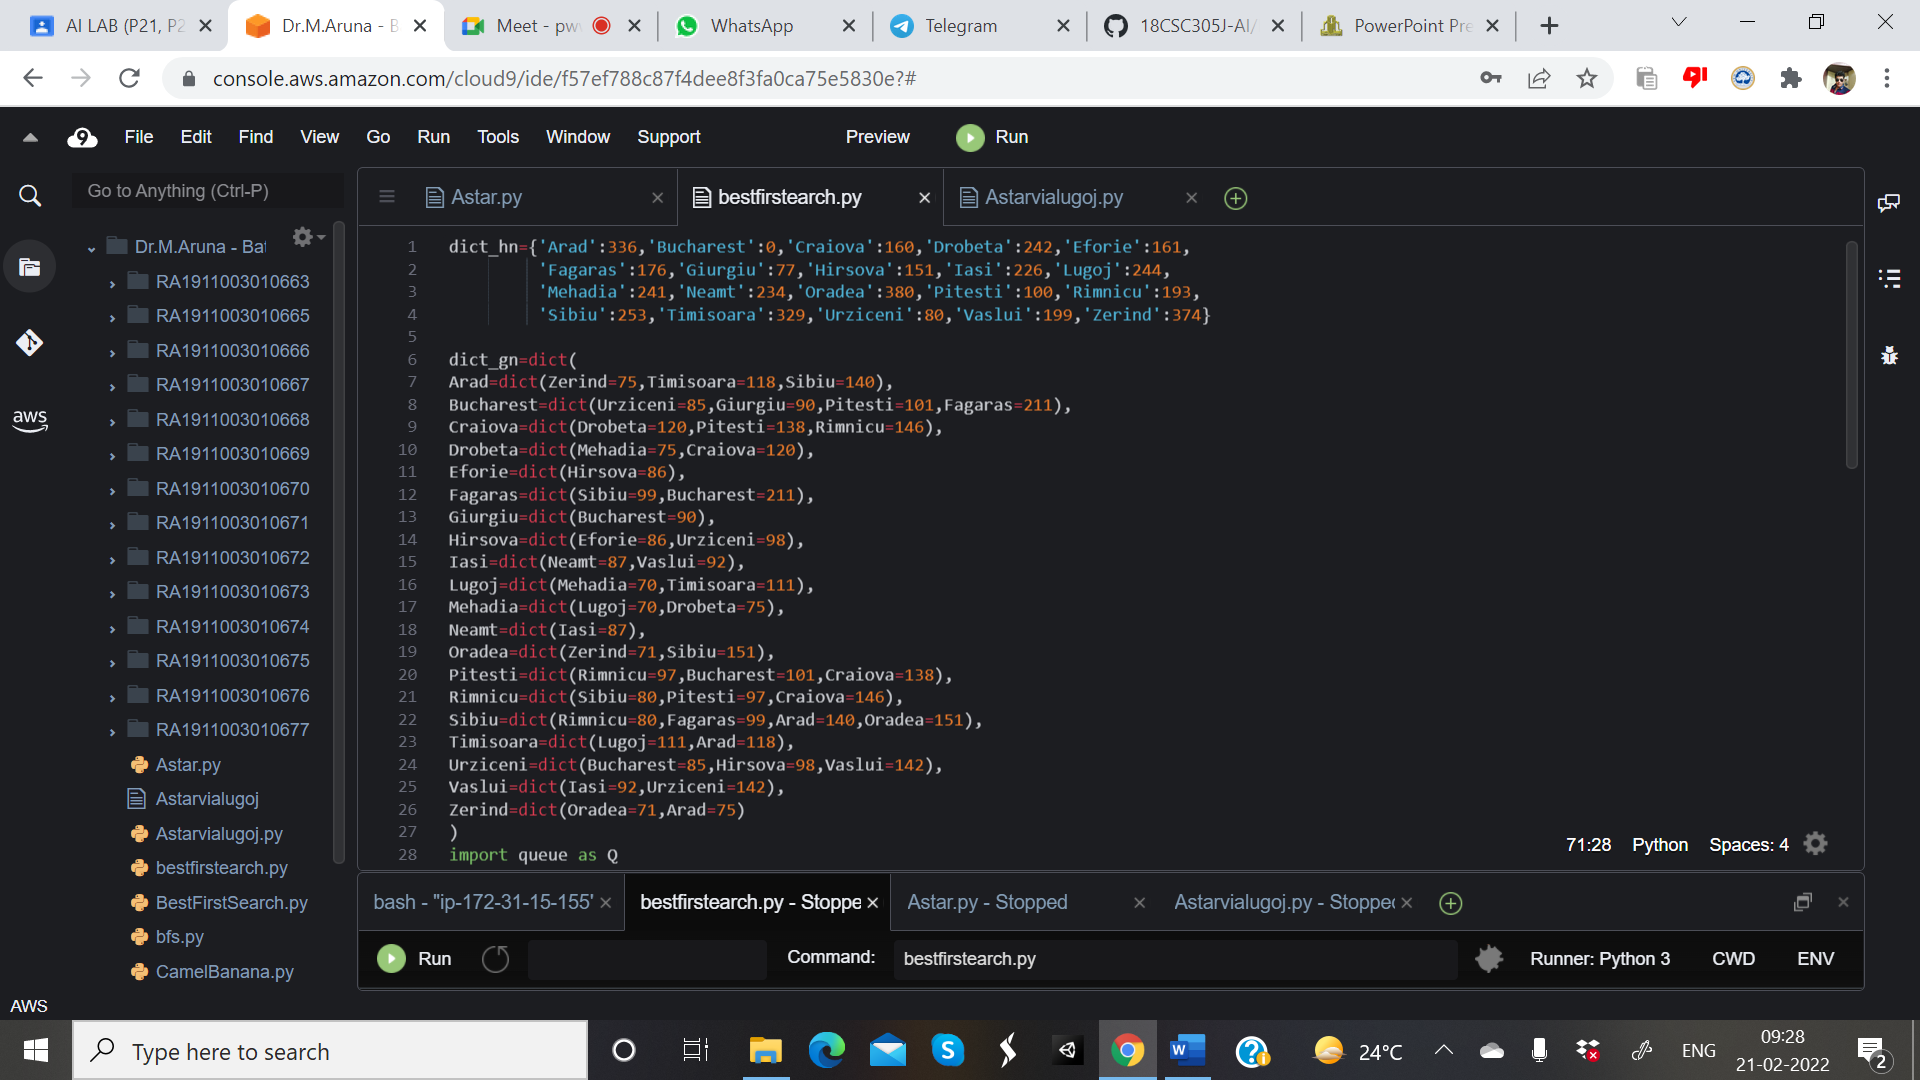 AI LAB (P21, P2
Dr.M.Aruna - B
Meet - pw
WhatsApp
Telegram
18CSC305J-AI/
PowerPoint Pre
console.aws.amazon.com/cloud9/ide/f57ef788c87f4dee8f3fa0ca75e5830e?#
9 File Edit Find View Go Run Tools Window Support Preview Run
Go to Anything (Ctrl-P)
Astar.py
bestfirstearch.py
Astarvialugoj.py
Dr.M.Aruna - Bat
RA1911003010663
RA1911003010665
RA1911003010666
RA1911003010667
RA1911003010668
RA1911003010669
RA1911003010670
RA1911003010671
RA1911003010672
RA1911003010673
RA1911003010674
RA1911003010675
RA1911003010676
RA1911003010677
Astar.py
Astarvialugoj
Astarvialugoj.py
bestfirstearch.py
BestFirstSearch.py
bfs.py
CamelBanana.py
aws
AWS
1 dict_hn={'Arad':336,'Bucharest':0,'Craiova':160,'Drobeta':242,'Eforie':161,
2 'Fagaras':176,'Giurgiu':77,'Hirsova':151,'Iasi':226,'Lugoj':244,
3 'Mehadia':241,'Neamt':234,'Oradea':380,'Pitesti':100,'Rimnicu':193,
4 'Sibiu':253,'Timisoara':329,'Urziceni':80,'Vaslui':199,'Zerind':374}
5
6 dict_gn=dict(
7 Arad=dict(Zerind=75,Timisoara=118,Sibiu=140),
8 Bucharest=dict(Urziceni=85,Giurgiu=90,Pitesti=101,Fagaras=211),
9 Craiova=dict(Drobeta=120,Pitesti=138,Rimnicu=146),
10 Drobeta=dict(Mehadia=75,Craiova=120),
11 Eforie=dict(Hirsova=86),
12 Fagaras=dict(Sibiu=99,Bucharest=211),
13 Giurgiu=dict(Bucharest=90),
14 Hirsova=dict(Eforie=86,Urziceni=98),
15 Iasi=dict(Neamt=87,Vaslui=92),
16 Lugoj=dict(Mehadia=70,Timisoara=111),
17 Mehadia=dict(Lugoj=70,Drobeta=75),
18 Neamt=dict(Iasi=87),
19 Oradea=dict(Zerind=71,Sibiu=151),
20 Pitesti=dict(Rimnicu=97,Bucharest=101,Craiova=138),
21 Rimnicu=dict(Sibiu=80,Pitesti=97,Craiova=146),
22 Sibiu=dict(Rimnicu=80,Fagaras=99,Arad=140,Oradea=151),
23 Timisoara=dict(Lugoj=111,Arad=118),
24 Urziceni=dict(Bucharest=85,Hirsova=98,Vaslui=142),
25 Vaslui=dict(Iasi=92,Urziceni=142),
26 Zerind=dict(Oradea=71,Arad=75)
27 )
28 import queue as Q
71:28 Python Spaces: 4
bash - "ip-172-31-15-155'
bestfirstearch.py - Stoppe
Astar.py - Stopped
Astarvialugoj.py - Stoppec
Run Command: bestfirstearch.py Runner: Python 3 CWD ENV
Type here to search
24°C ENG
09:28
21-02-2022
2